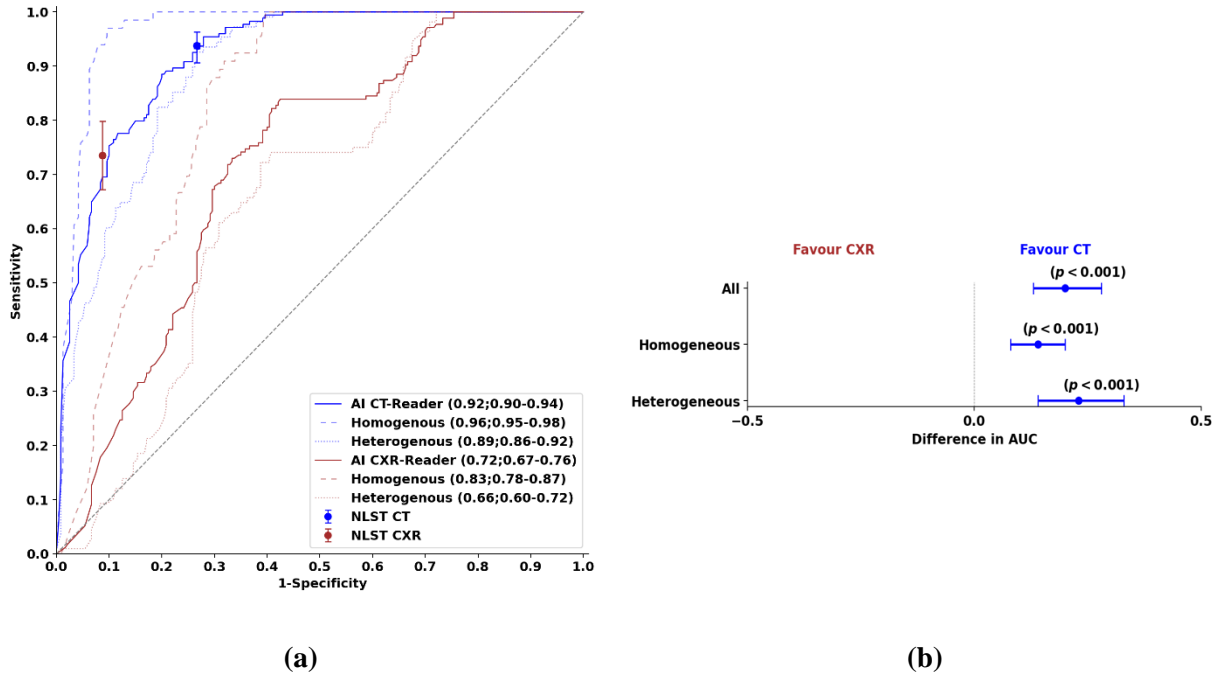 1.0
0.9
0.8
0.7
0.6
0.5
0.4
0.3
0.2
0.1
0.0
Sensitivity
0.0 0.1 0.2 0.3 0.4 0.5 0.6 0.7 0.8 0.9 1.0
1-Specificity
AI CT-Reader (0.92;0.90-0.94)
Homogenous (0.96;0.95-0.98)
Heterogenous (0.89;0.86-0.92)
AI CXR-Reader (0.72;0.67-0.76)
Homogenous (0.83;0.78-0.87)
Heterogenous (0.66;0.60-0.72)
NLST CT
NLST CXR
(a)
Favour CXR Favour CT
(p < 0.001)
All
(p < 0.001)
Homogeneous
(p < 0.001)
Heterogeneous
−0.5 0.0 0.5
Difference in AUC
(b)